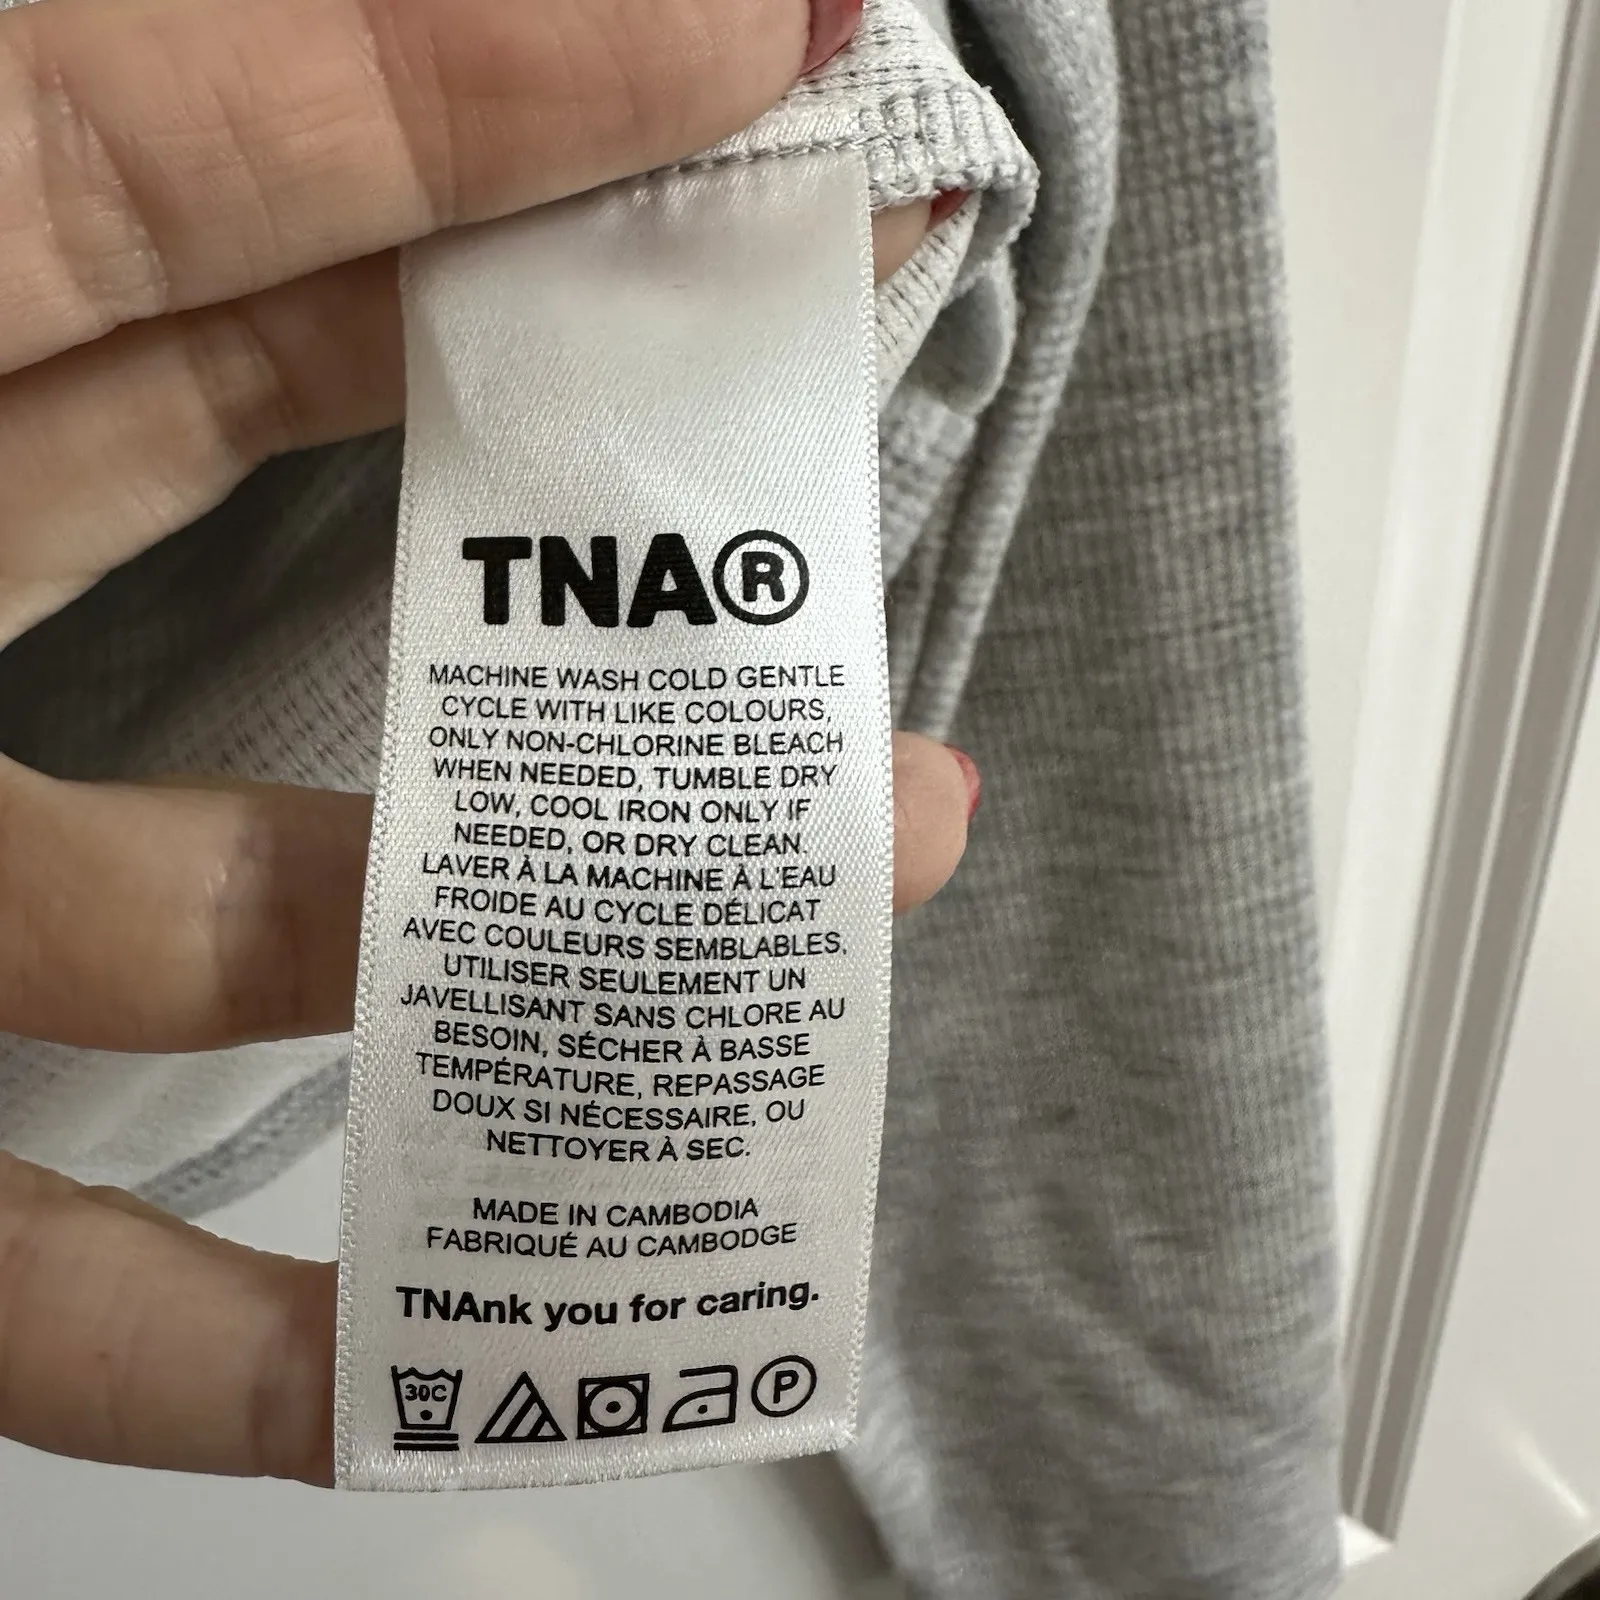 TNA®
MACHINE WASH COLD GENTLE
CYCLE WITH LIKE COLOURS,
ONLY NON-CHLORINE BLEACH
WHEN NEEDED, TUMBLE DRY
LOW, COOL IRON ONLY IF
NEEDED, OR DRY CLEAN.
LAVER À LA MACHINE À L'EAU
FROIDE AU CYCLE DÉLICAT
AVEC COULEURS SEMBLABLES,
UTILISER SEULEMENT UN
JAVELLISANT SANS CHLORE AU
BESOIN, SÉCHER À BASSE
TEMPÉRATURE, REPASSAGE
DOUX SI NÉCESSAIRE, OU
NETTOYER À SEC.
MADE IN CAMBODIA
FABRIQUÉ AU CAMBODGE
TNAnk you for caring.
30C P